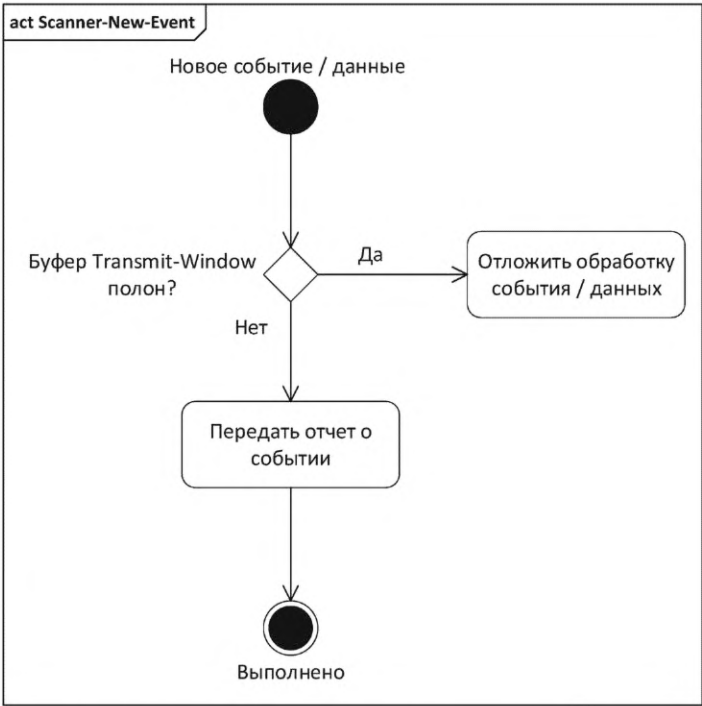 act Scanner-New-Event
Новое событие / данные
Буфер Transmit-Window
полон?
Да
Отложить обработку
события / данных
Нет
Передать отчет о
событии
Выполнено